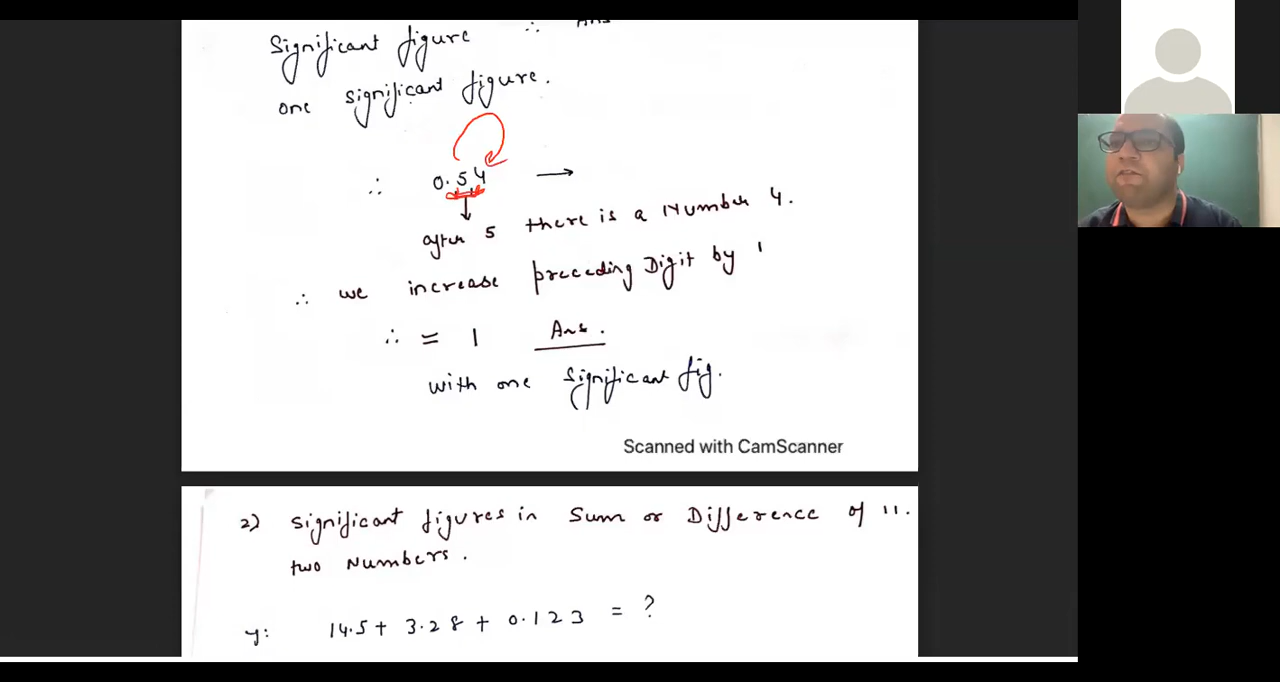 Significant figure ∴
one significant figure.
∴ 0.54 →
↓
after 5 there is a Number 4.
∴ we increase preceding Digit by 1
∴ = 1 Ans.
with one significant fig.
Scanned with CamScanner
2) Significant figures in Sum or Difference of
two Numbers.
14.5 + 3.28 + 0.123 = ?